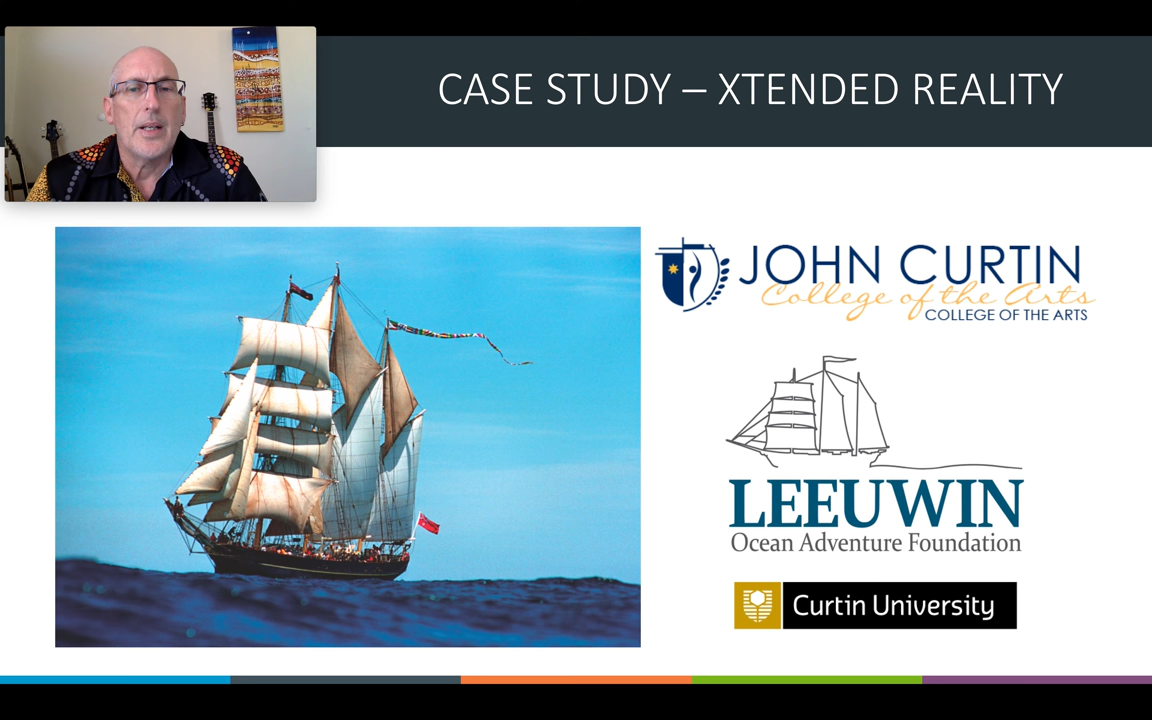 CASE STUDY – XTENDED REALITY
JOHN CURTIN
College of the Arts
COLLEGE OF THE ARTS
LEEUWIN
Ocean Adventure Foundation
Curtin University